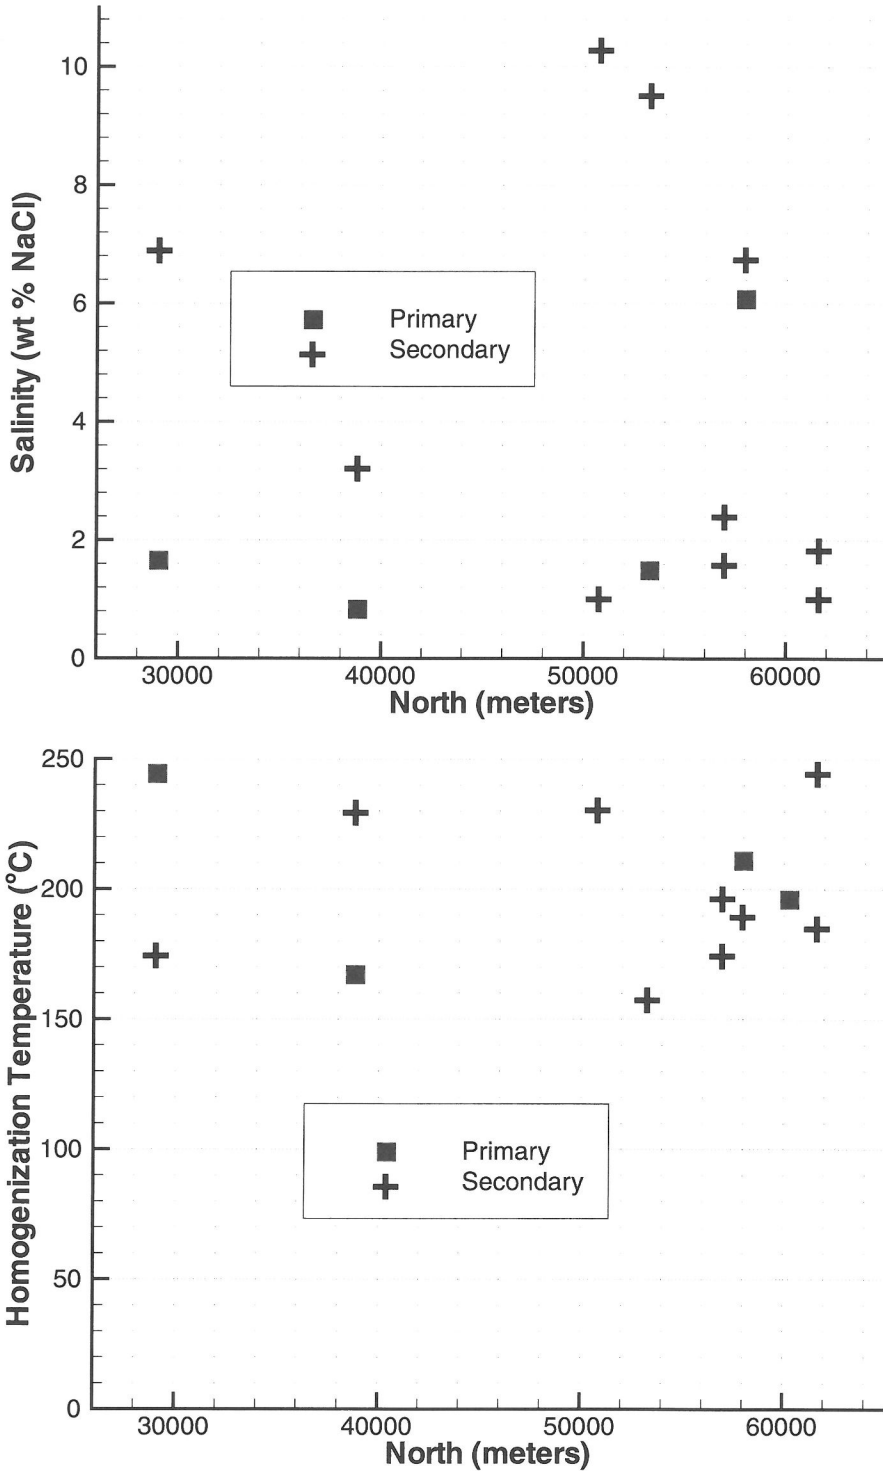 10
8
6
4
2
0
Salinity (wt % NaCl)
Primary
Secondary
30000 40000 50000 60000
North (meters)
250
200
150
100
50
0
Homogenization Temperature (°C)
Primary
Secondary
30000 40000 50000 60000
North (meters)